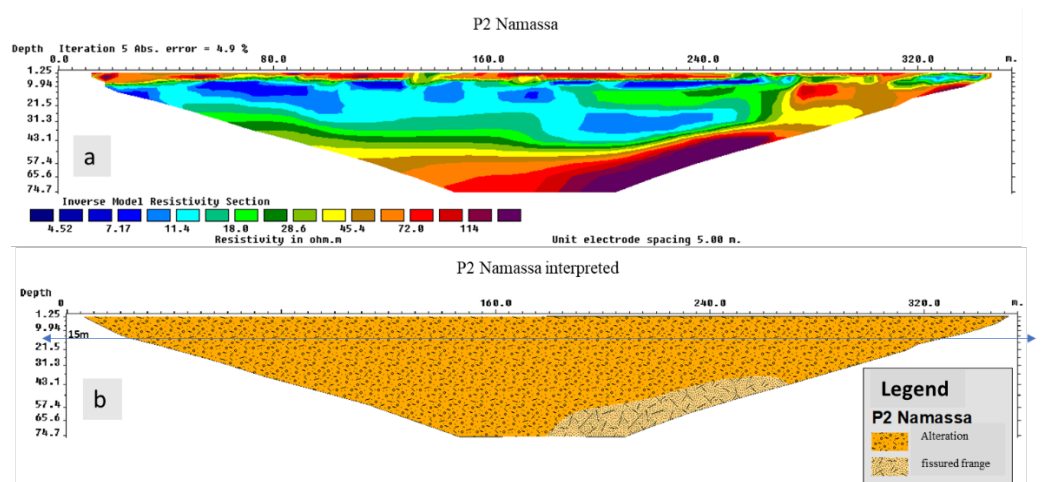 P2 Namassa
Depth Iteration 5 Abs. error = 4.9 %
0.0 80.0 160.0 240.0 320.0 m.
1.25
9.94
21.5
31.3
43.1
57.4
65.6
74.7
a
Inverse Model Resistivity Section
4.52 7.17 11.4 18.0 28.6 45.4 72.0 114
Resistivity in ohm.m Unit electrode spacing 5.00 m.
P2 Namassa interpreted
Depth
0 160.0 240.0 320.0 m.
1.25
9.94
15m
21.5
31.3
43.1
57.4
65.6
74.7
b
Legend
P2 Namassa
Alteration
fissured frange